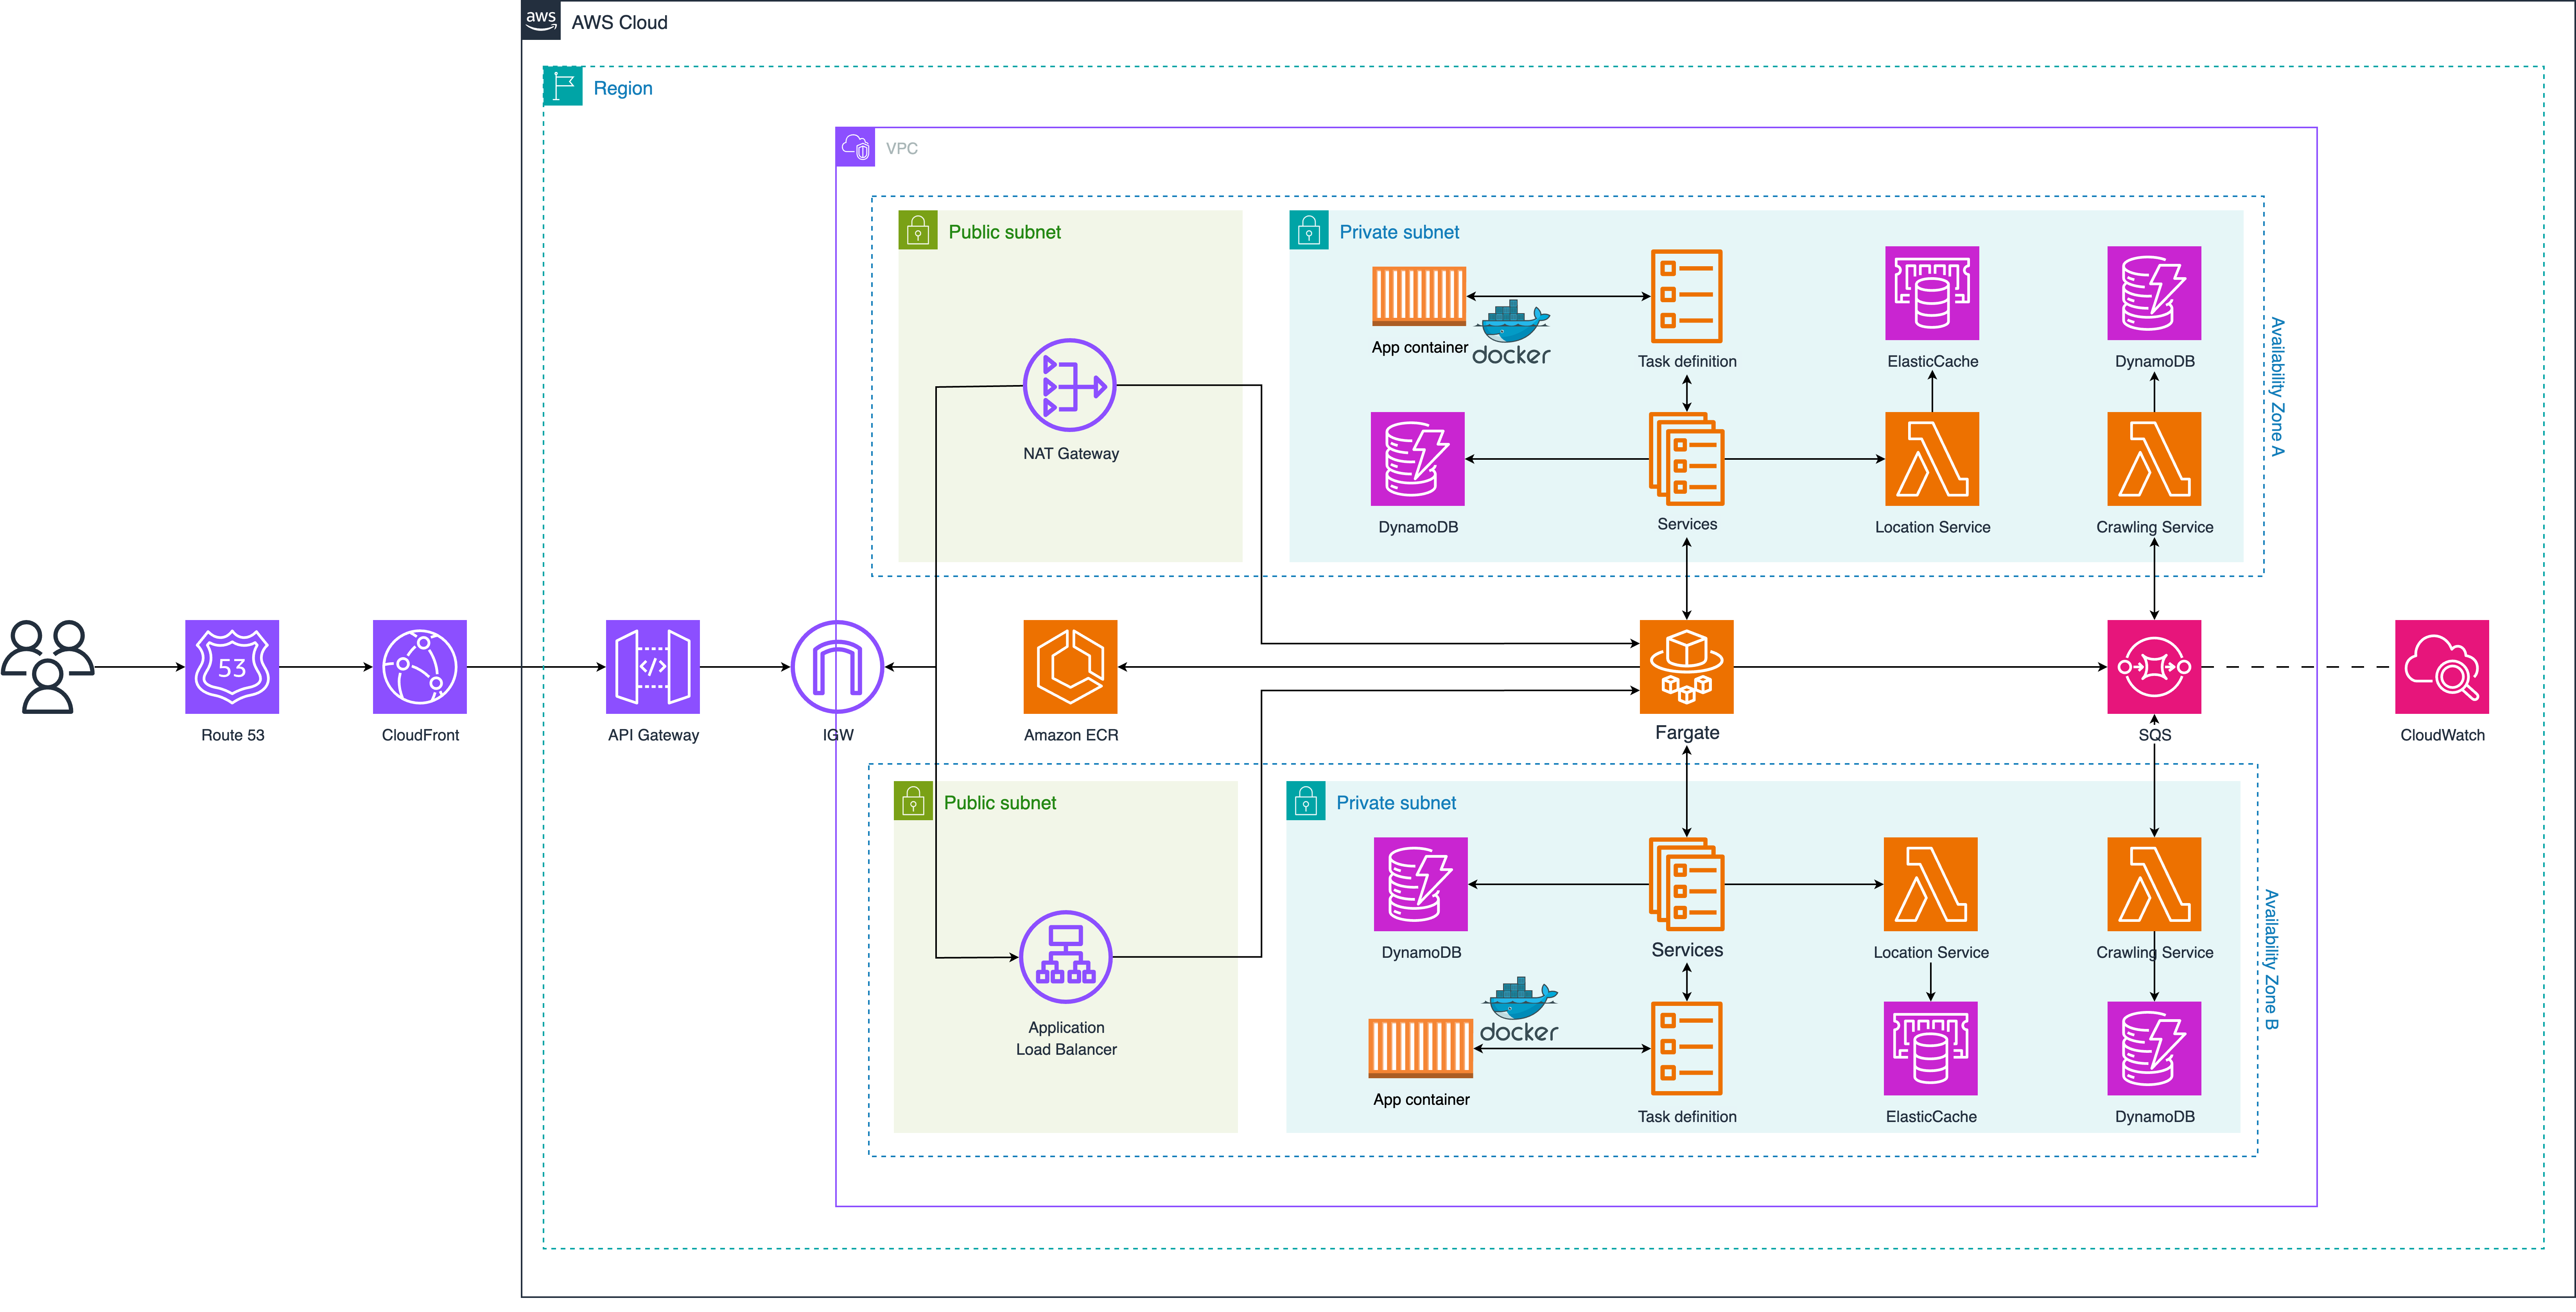 aws
AWS Cloud
Region
VPC
Public subnet
Private subnet
App container
docker
Task definition
ElasticCache
DynamoDB
NAT Gateway
DynamoDB
Services
Location Service
Crawling Service
Availability Zone A
53
Route 53
CloudFront
</>
API Gateway
IGW
Amazon ECR
Fargate
SQS
CloudWatch
Public subnet
Private subnet
DynamoDB
Services
Location Service
Crawling Service
Availability Zone B
Application
Load Balancer
docker
App container
Task definition
ElasticCache
DynamoDB